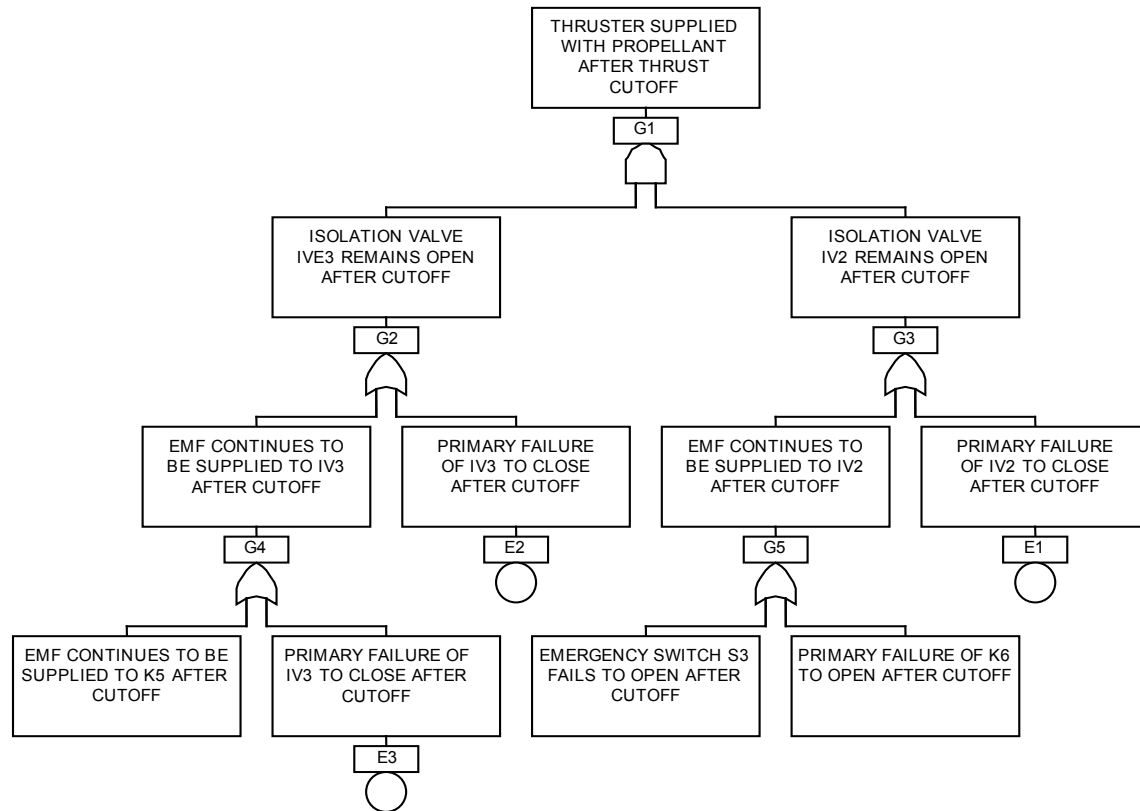 THRUSTER SUPPLIED
WITH PROPELLANT
AFTER THRUST
CUTOFF
G1
ISOLATION VALVE
IVE3 REMAINS OPEN
AFTER CUTOFF
ISOLATION VALVE
IV2 REMAINS OPEN
AFTER CUTOFF
G2
G3
EMF CONTINUES TO
BE SUPPLIED TO IV3
AFTER CUTOFF
PRIMARY FAILURE
OF IV3 TO CLOSE
AFTER CUTOFF
EMF CONTINUES TO
BE SUPPLIED TO IV2
AFTER CUTOFF
PRIMARY FAILURE
OF IV2 TO CLOSE
AFTER CUTOFF
G4
E2
G5
E1
EMF CONTINUES TO BE
SUPPLIED TO K5 AFTER
CUTOFF
PRIMARY FAILURE OF
IV3 TO CLOSE AFTER
CUTOFF
EMERGENCY SWITCH S3
FAILS TO OPEN AFTER
CUTOFF
PRIMARY FAILURE OF K6
TO OPEN AFTER CUTOFF
E3